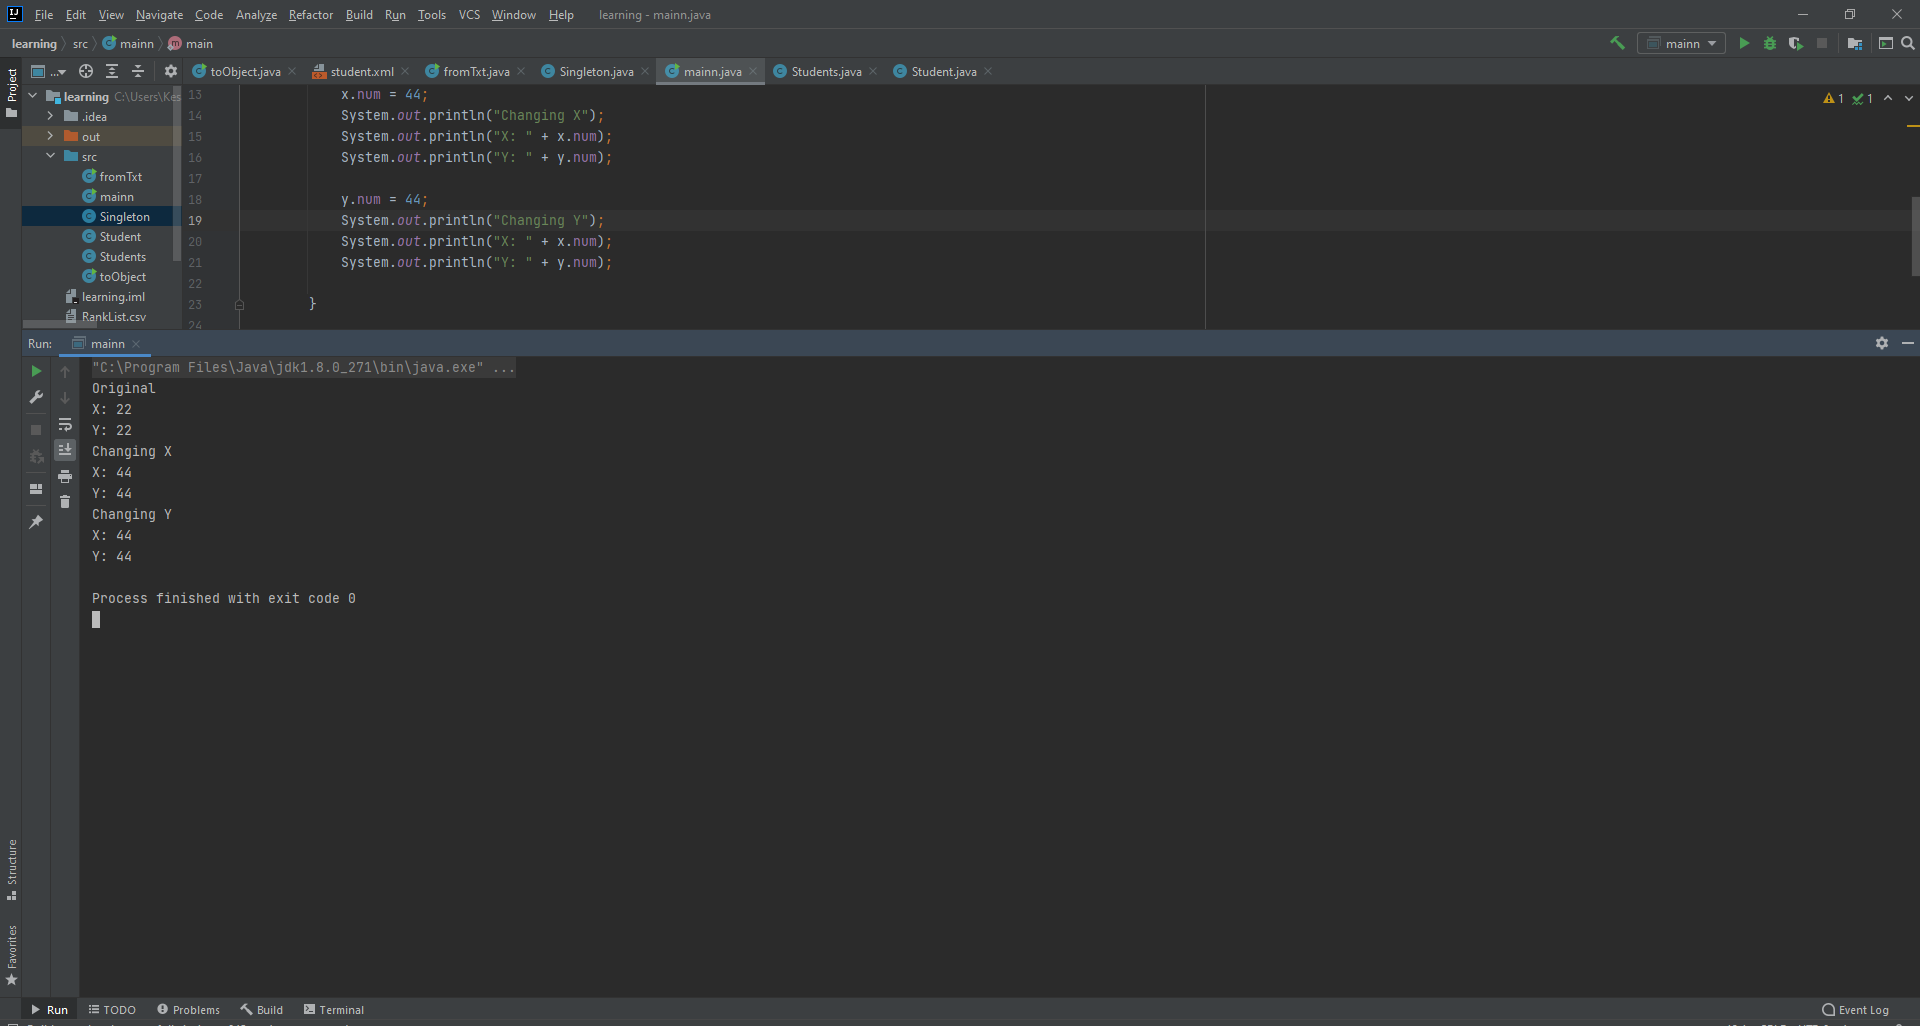 File Edit View Navigate Code Analyze Refactor Build Run Tools VCS Window Help learning - mainn.java
learning src mainn main
mainn
Project
...
toObject.java student.xml fromTxt.java Singleton.java mainn.java Students.java Student.java
learning C:\Users\Kes
.idea
out
src
fromTxt
mainn
Singleton
Student
Students
toObject
learning.iml
RankList.csv
13 x.num = 44;
14 System.out.println("Changing X");
15 System.out.println("X: " + x.num);
16 System.out.println("Y: " + y.num);
17
18 y.num = 44;
19 System.out.println("Changing Y");
20 System.out.println("X: " + x.num);
21 System.out.println("Y: " + y.num);
22
23 }
24
1 1
Run: mainn
"C:\Program Files\Java\jdk1.8.0_271\bin\java.exe" ...
Original
X: 22
Y: 22
Changing X
X: 44
Y: 44
Changing Y
X: 44
Y: 44
Process finished with exit code 0
Structure
Favorites
Run TODO Problems Build Terminal Event Log